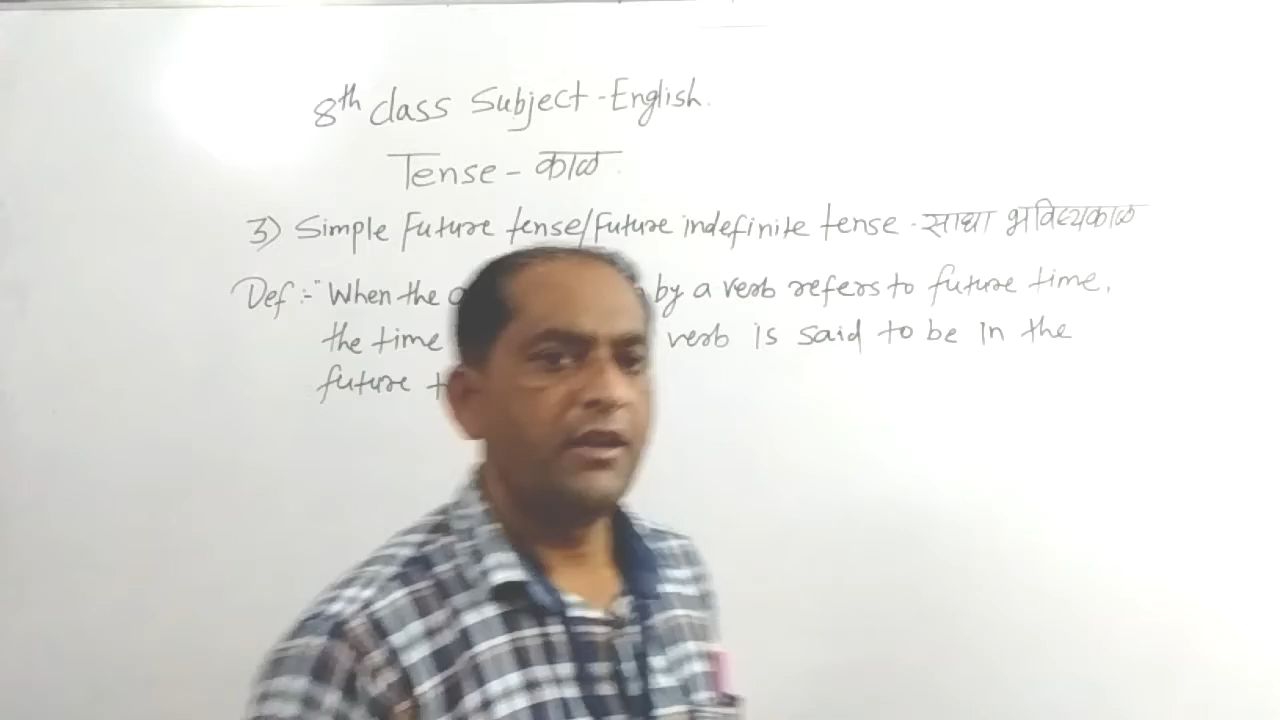 8th class Subject-English.
Tense - काळ.
3) Simple Future tense/Future indefinite tense - साधा भविष्यकाळ
Def :- "When the by a verb refers to future time,
the time verb is said to be in the
future